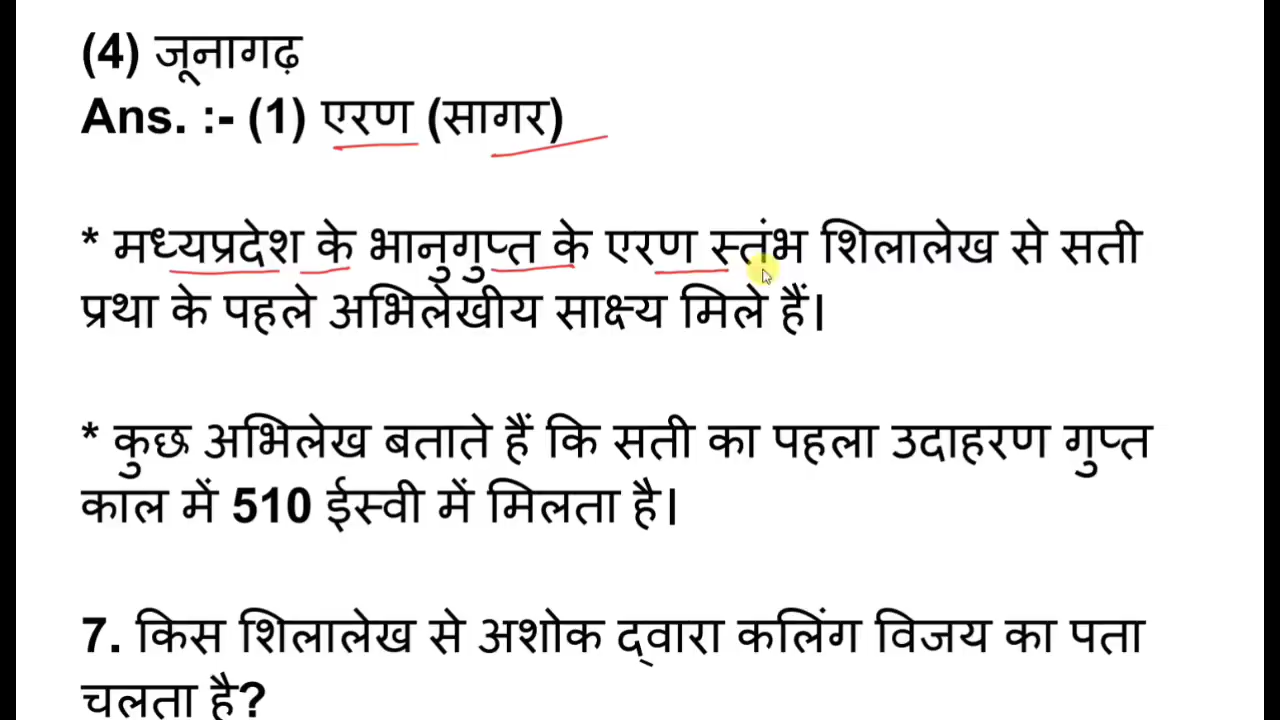 (4) जूनागढ़
Ans. :- (1) एरण (सागर)
* मध्यप्रदेश के भानुगुप्त के एरण स्तंभ शिलालेख से सती
प्रथा के पहले अभिलेखीय साक्ष्य मिले हैं।
* कुछ अभिलेख बताते हैं कि सती का पहला उदाहरण गुप्त
काल में 510 ईस्वी में मिलता है।
7. किस शिलालेख से अशोक द्वारा कलिंग विजय का पता
चलता है?